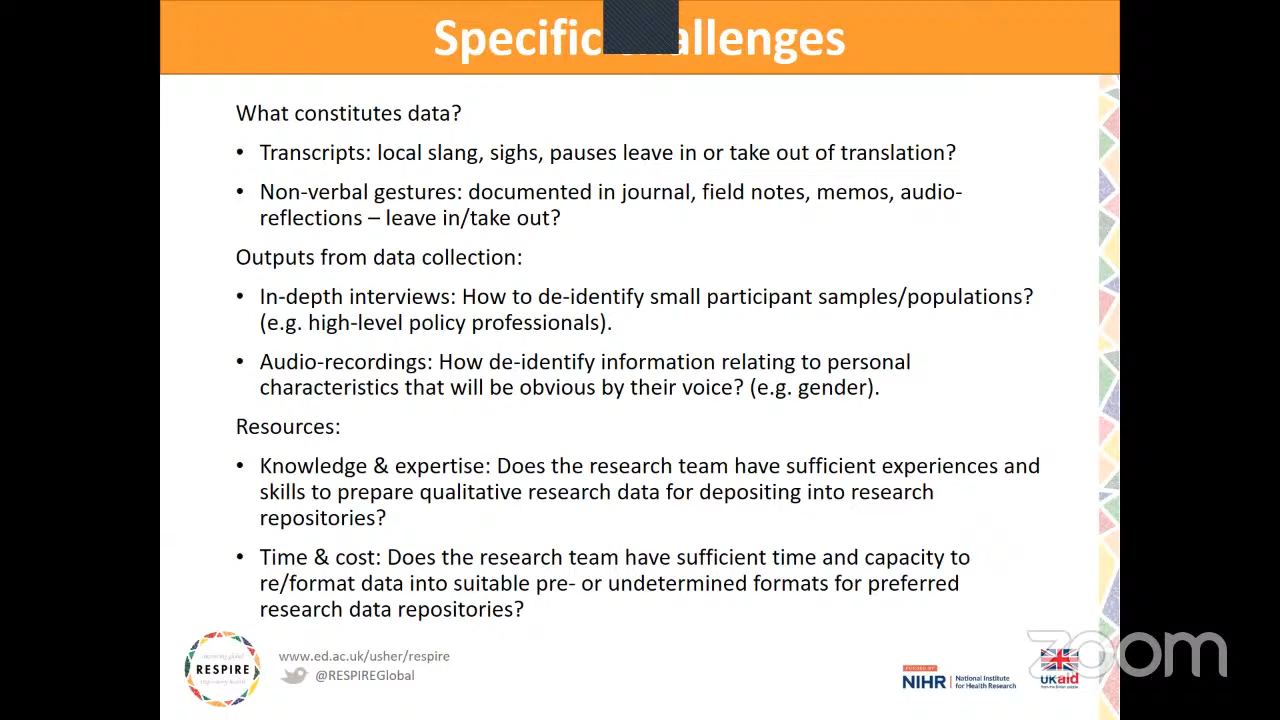 Specific allenges
What constitutes data?
• Transcripts: local slang, sighs, pauses leave in or take out of translation?
• Non-verbal gestures: documented in journal, field notes, memos, audio-
reflections – leave in/take out?
Outputs from data collection:
• In-depth interviews: How to de-identify small participant samples/populations?
(e.g. high-level policy professionals).
• Audio-recordings: How de-identify information relating to personal
characteristics that will be obvious by their voice? (e.g. gender).
Resources:
• Knowledge & expertise: Does the research team have sufficient experiences and
skills to prepare qualitative research data for depositing into research
repositories?
• Time & cost: Does the research team have sufficient time and capacity to
re/format data into suitable pre- or undetermined formats for preferred
research data repositories?
RESPIRE
www.ed.ac.uk/usher/respire
@RESPIREGlobal
FUNDED BY
NIHR | National Institute
for Health Research
UKaid
from the British people
zoom